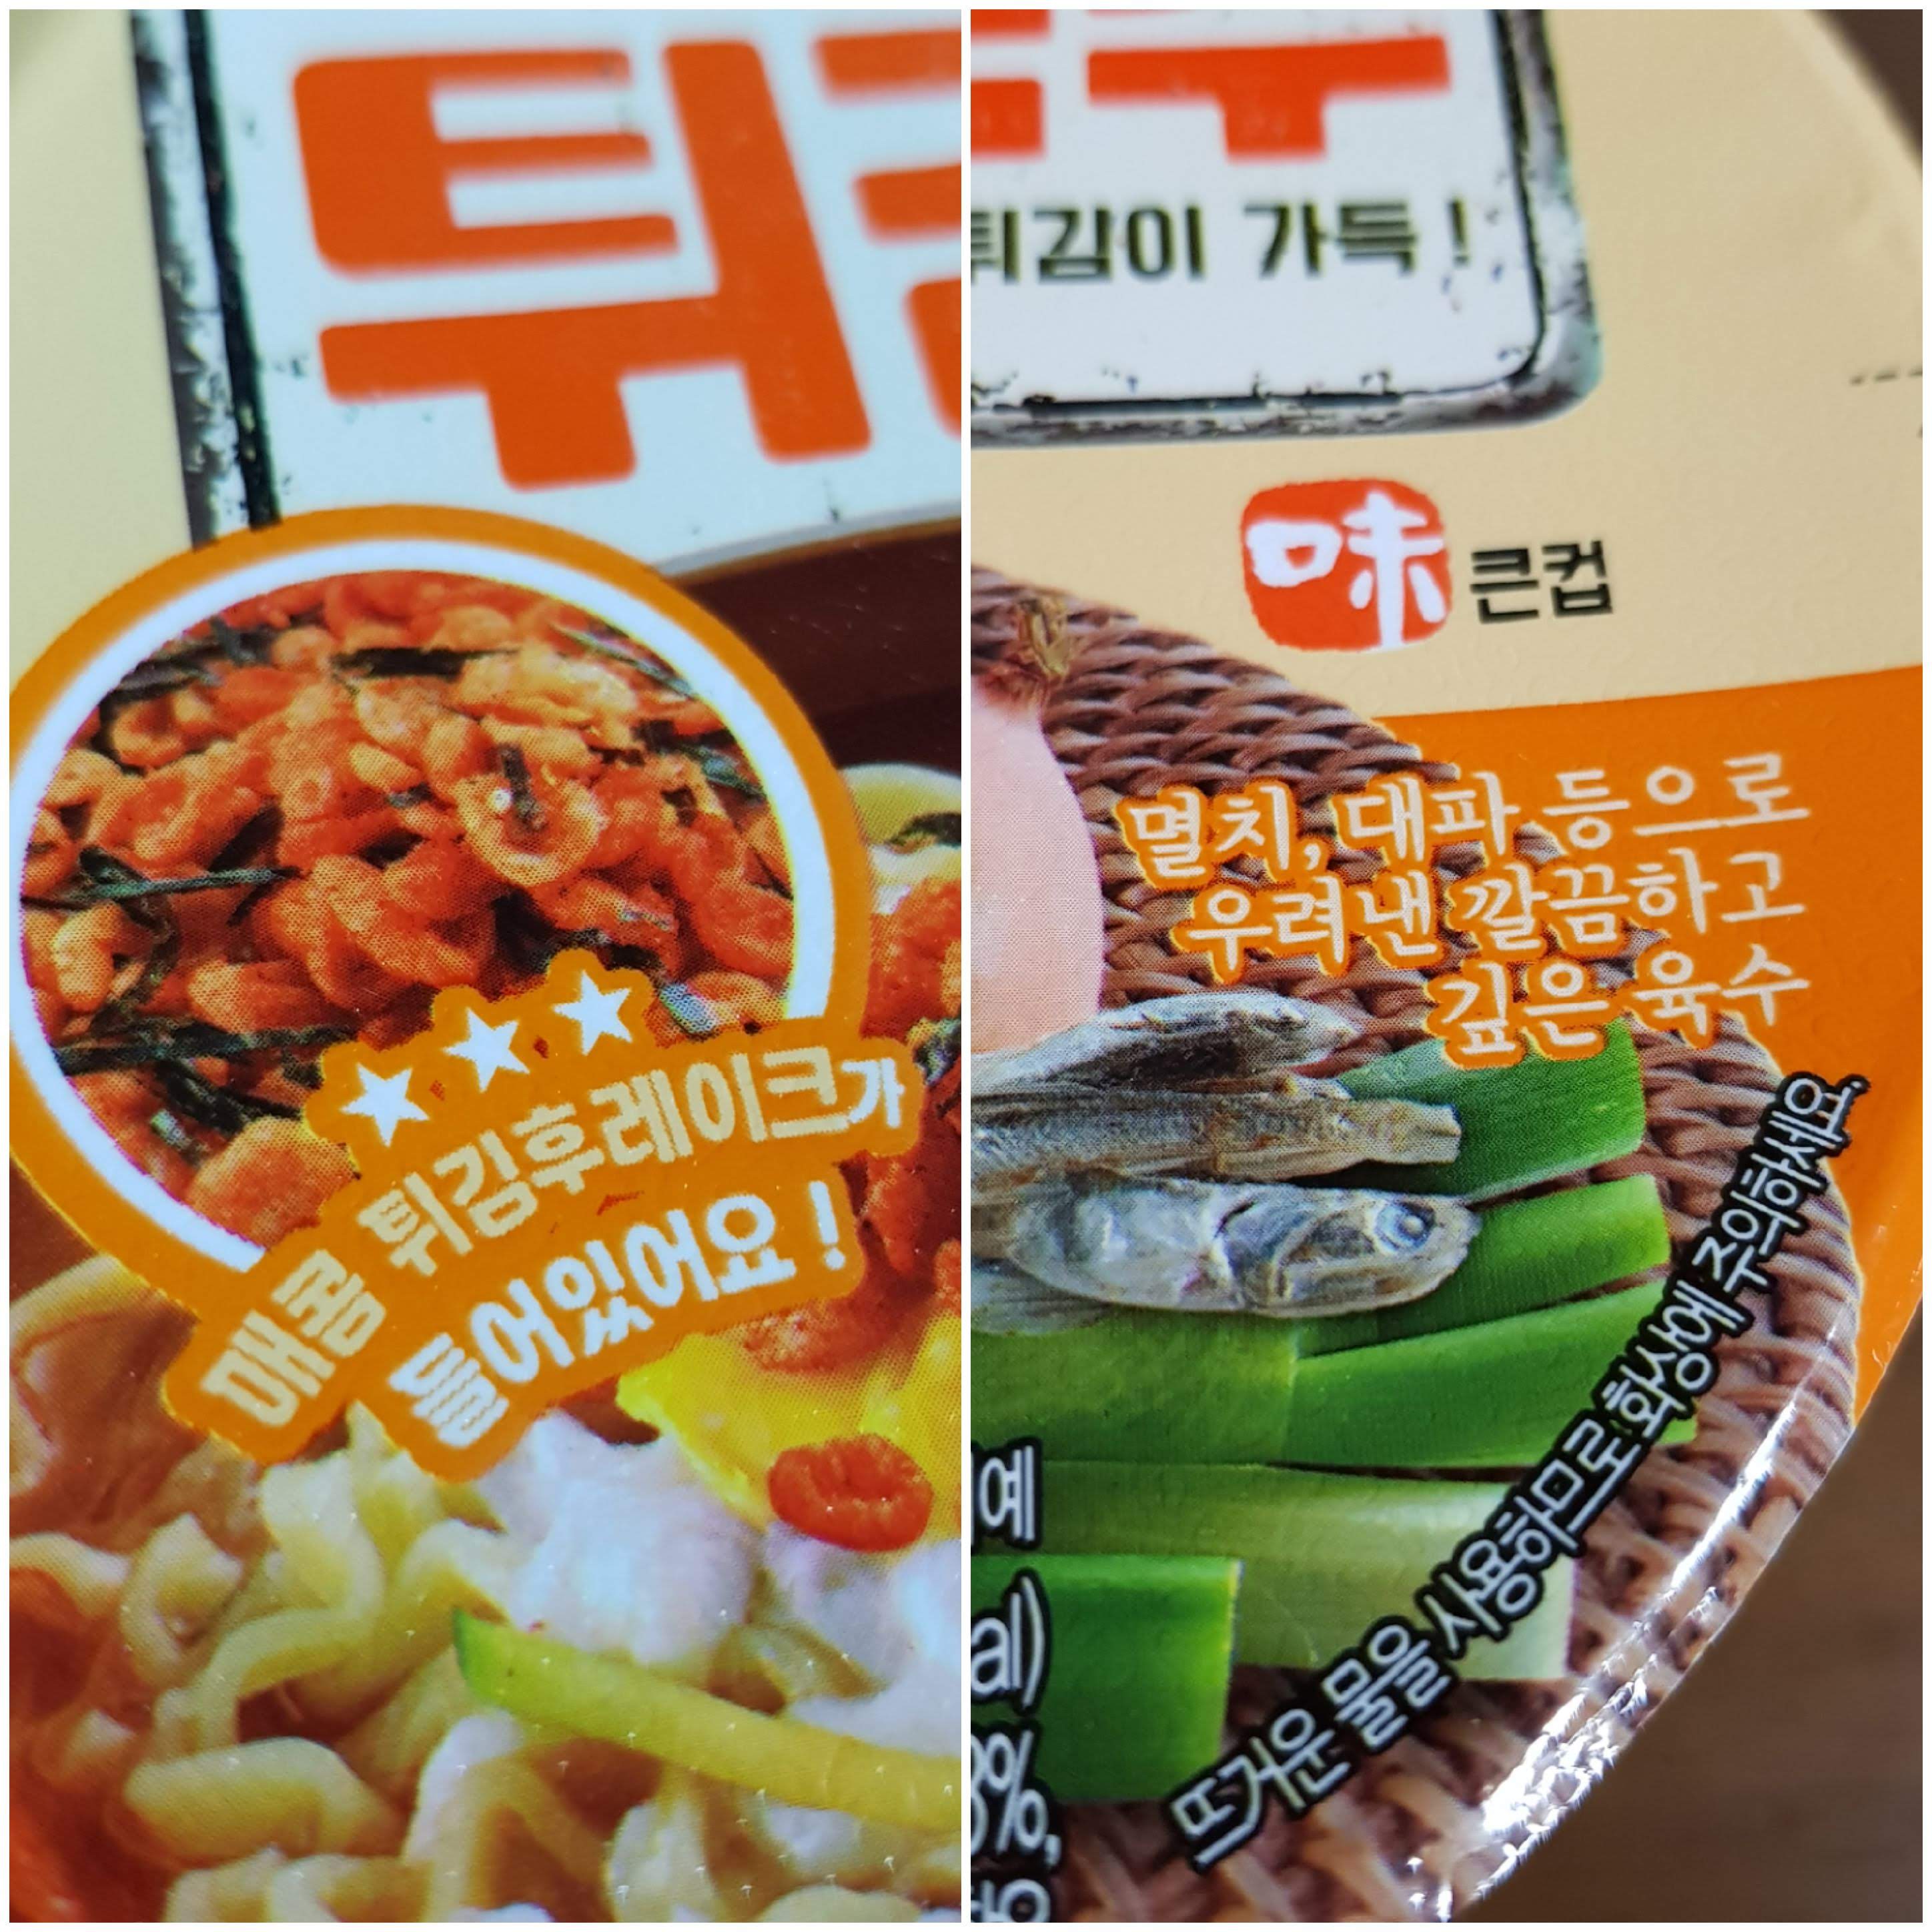 튀
매콤 튀김후레이크가
들어있어요!
튀김이 가득!
味 큰컵
멸치, 대파 등으로
우려낸 깔끔하고
깊은 육수
뜨거운 물을 사용하므로 화상에 주의하세요.
예